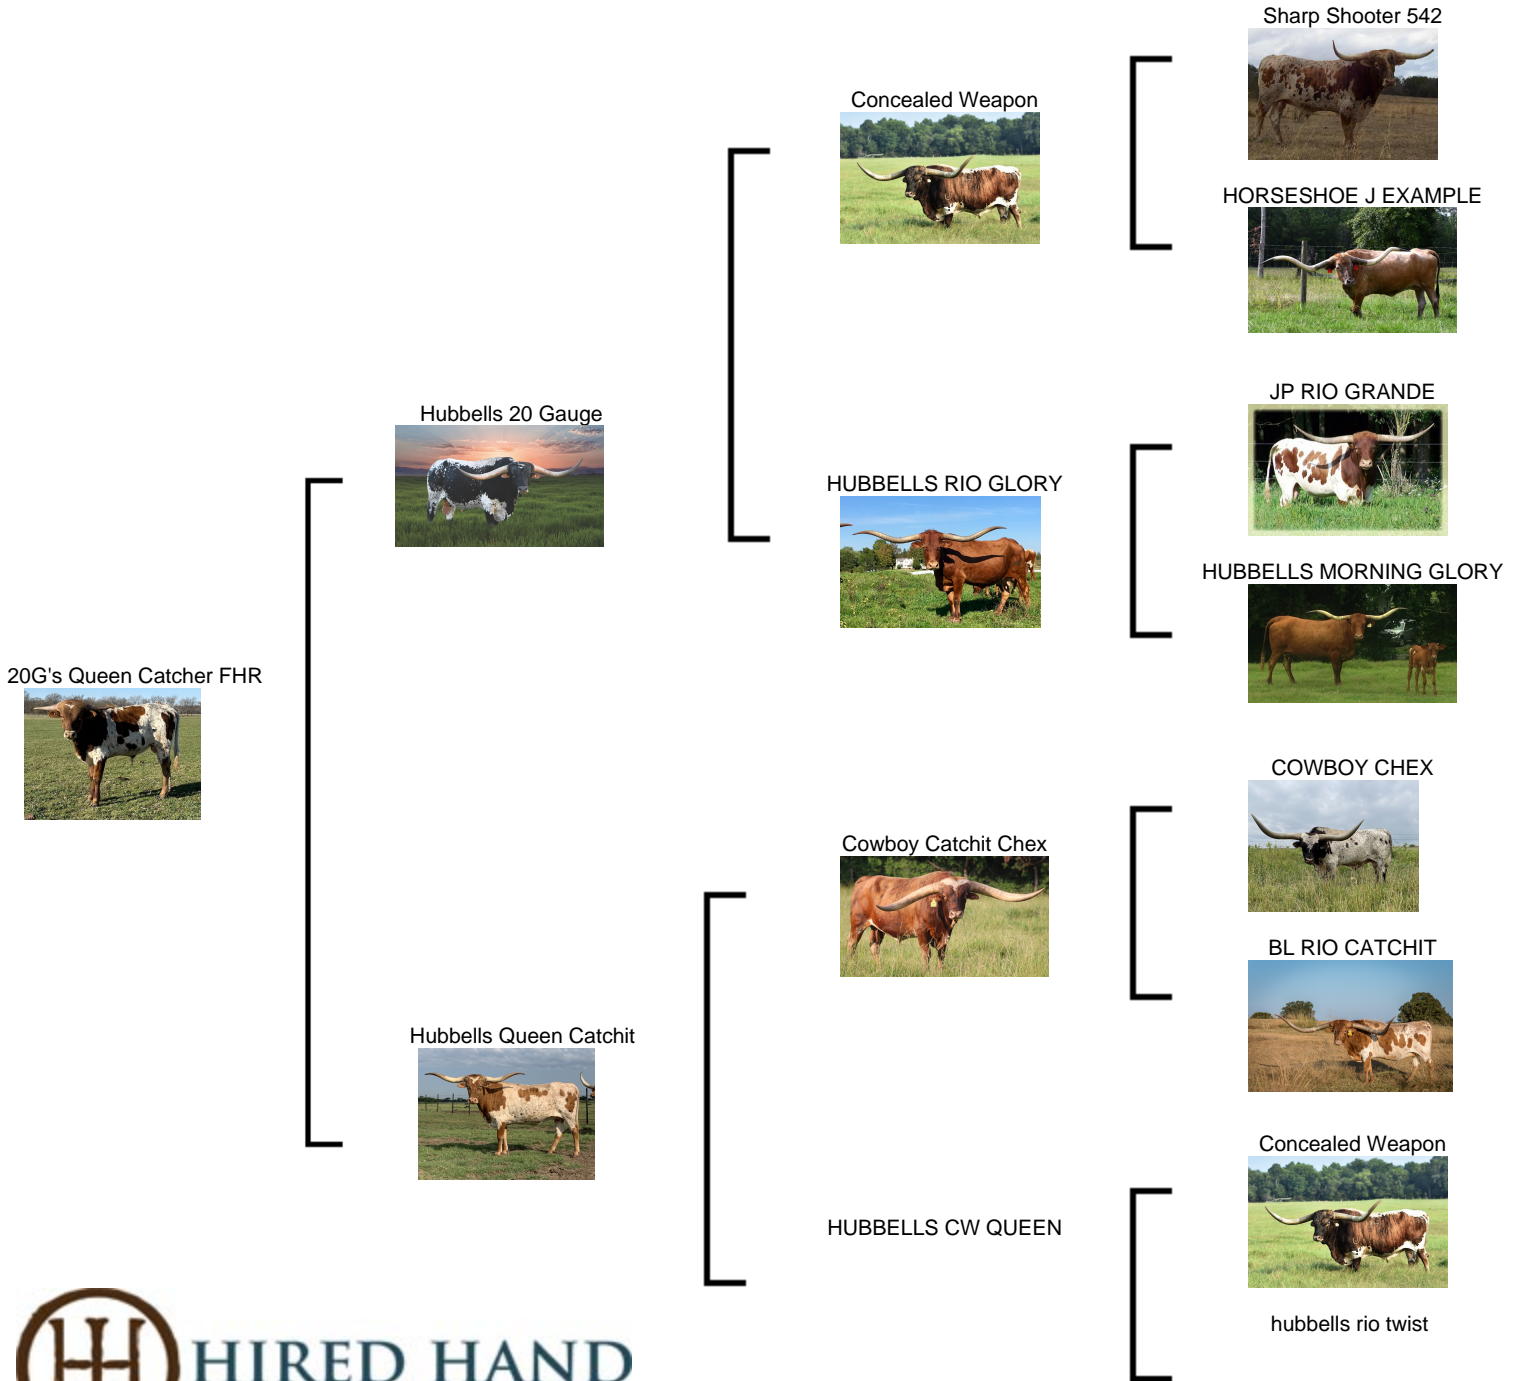 Sharp Shooter 542
Concealed Weapon
HORSESHOE J EXAMPLE
JP RIO GRANDE
Hubbells 20 Gauge
HUBBELLS RIO GLORY
HUBBELLS MORNING GLORY
20G's Queen Catcher FHR
COWBOY CHEX
Cowboy Catchit Chex
BL RIO CATCHIT
Hubbells Queen Catchit
Concealed Weapon
HUBBELLS CW QUEEN
hubbells rio twist
HIRED HAND